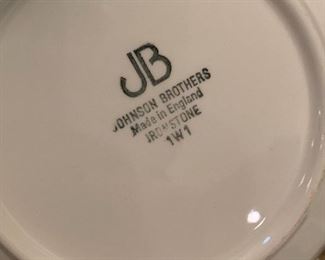 JB
JOHNSON BROTHERS
Made in England
IRONSTONE
1W1